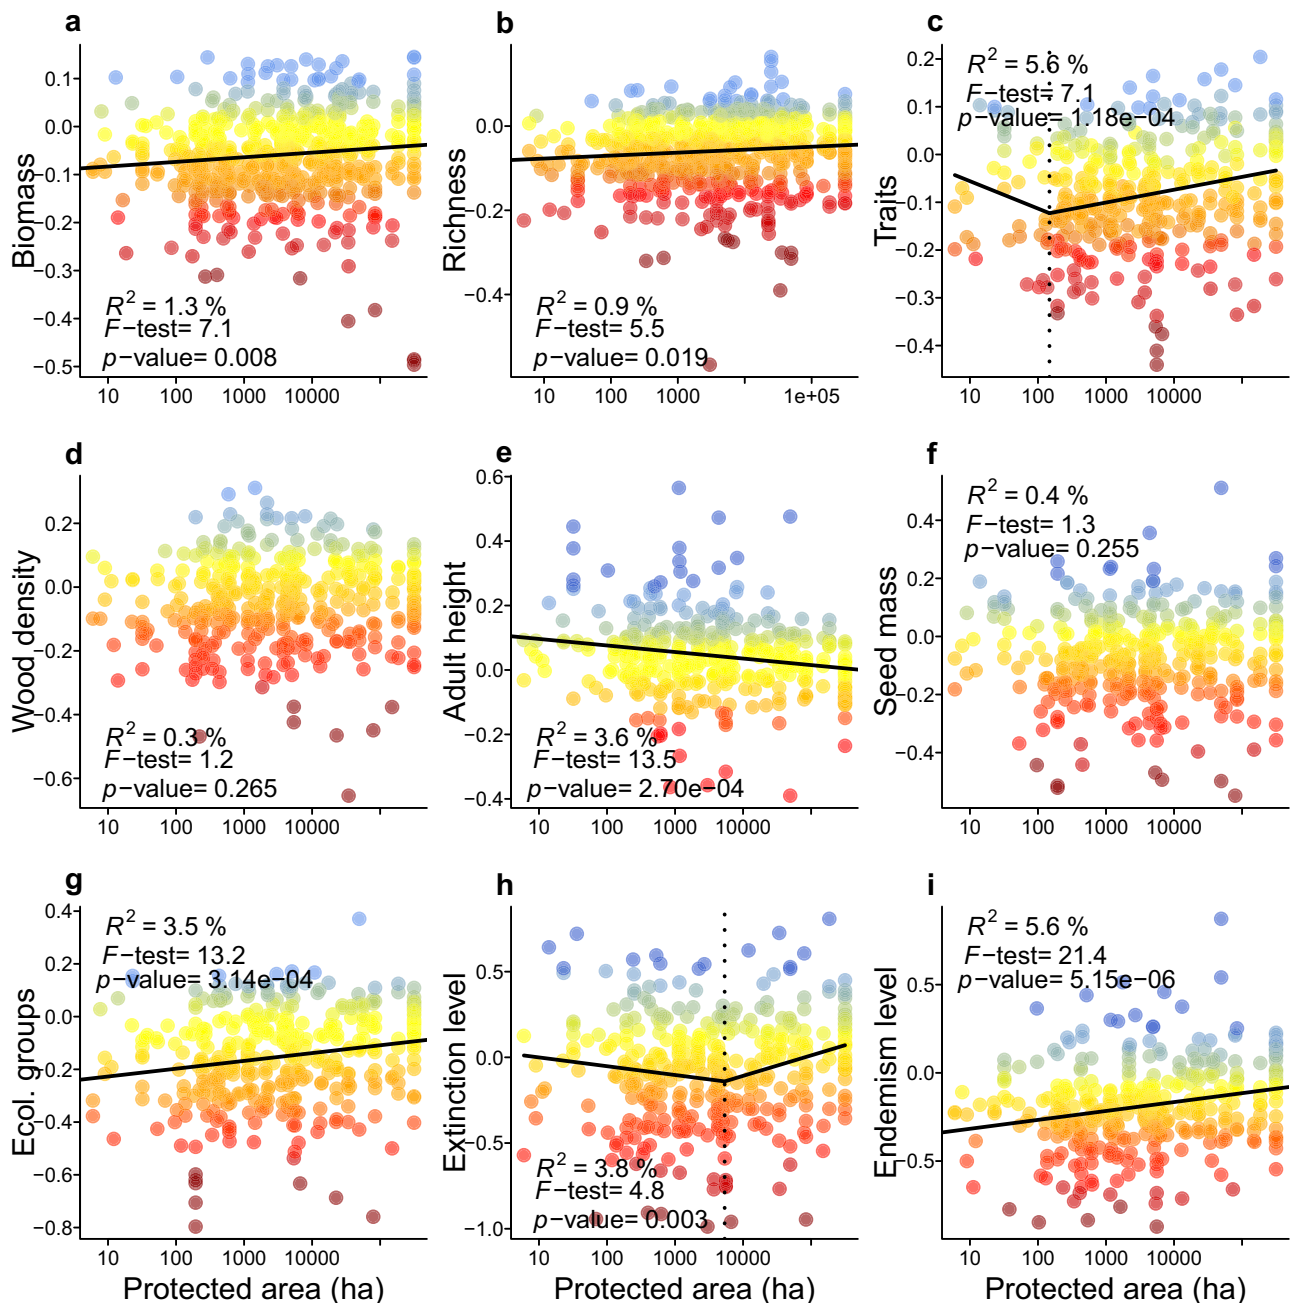 a
Biomass
0.1
0.0
−0.1
−0.2
−0.3
−0.4
−0.5
R² = 1.3 %
F−test= 7.1
p−value= 0.008
10 100 1000 10000
b
Richness
0.0
−0.2
−0.4
R² = 0.9 %
F−test= 5.5
p−value= 0.019
10 100 1000 1e+05
c
Traits
0.2
0.1
0.0
−0.1
−0.2
−0.3
−0.4
R² = 5.6 %
F−test= 7.1
p−value= 1.18e−04
10 100 1000 10000
d
Wood density
0.2
0.0
−0.2
−0.4
−0.6
R² = 0.3 %
F−test= 1.2
p−value= 0.265
10 100 1000 10000
e
Adult height
0.6
0.4
0.2
0.0
−0.2
−0.4
R² = 3.6 %
F−test= 13.5
p−value= 2.70e−04
10 100 1000 10000
f
Seed mass
0.4
0.2
0.0
−0.2
−0.4
R² = 0.4 %
F−test= 1.3
p−value= 0.255
10 100 1000 10000
g
Ecol. groups
0.4
0.2
0.0
−0.2
−0.4
−0.6
−0.8
R² = 3.5 %
F−test= 13.2
p−value= 3.14e−04
10 100 1000 10000
Protected area (ha)
h
Extinction level
0.5
0.0
−0.5
−1.0
R² = 3.8 %
F−test= 4.8
p−value= 0.003
10 100 1000 10000
Protected area (ha)
i
Endemism level
0.5
0.0
−0.5
R² = 5.6 %
F−test= 21.4
p−value= 5.15e−06
10 100 1000 10000
Protected area (ha)